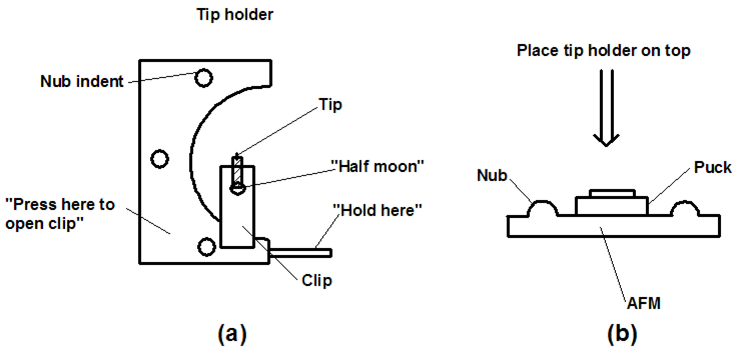 Tip holder
Nub indent
Tip
"Half moon"
"Press here to
open clip"
"Hold here"
Clip
(a)
Place tip holder on top
Nub
Puck
AFM
(b)